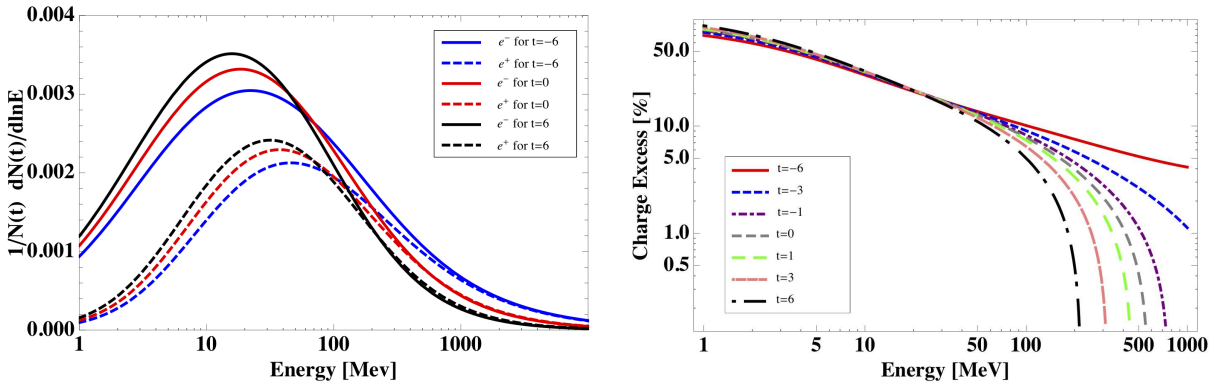 1/N(t) dN(t)/dlnE
0.004
0.003
0.002
0.001
0.000
e⁻ for t=−6
e⁺ for t=−6
e⁻ for t=0
e⁺ for t=0
e⁻ for t=6
e⁺ for t=6
1 10 100 1000
Energy [Mev]
Charge Excess [%]
50.0
10.0
5.0
1.0
0.5
t=−6
t=−3
t=−1
t=0
t=1
t=3
t=6
1 5 10 50 100 500 1000
Energy [MeV]